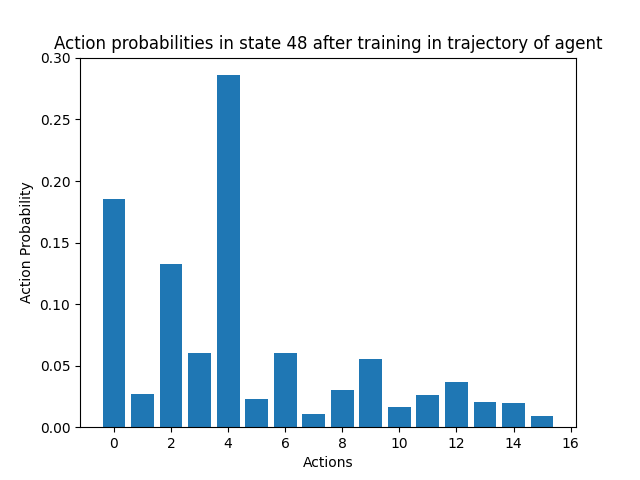 Action probabilities in state 48 after training in trajectory of agent
0.30
0.25
0.20
0.15
0.10
0.05
0.00
Action Probability
0 2 4 6 8 10 12 14 16
Actions